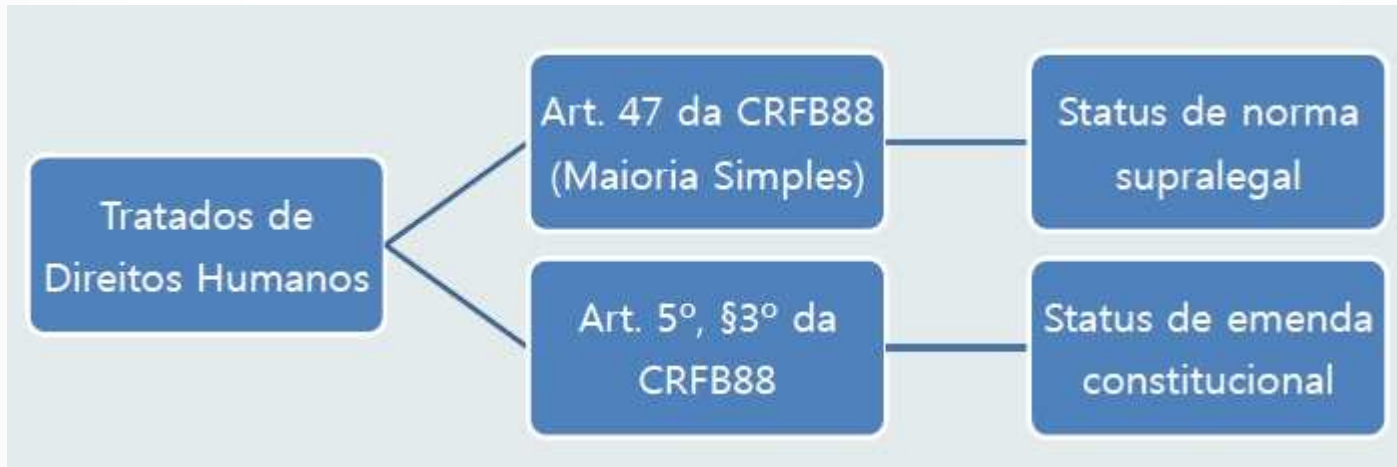 Tratados de
Direitos Humanos
Art. 47 da CRFB88
(Maioria Simples)
Status de norma
supralegal
Art. 5º, §3º da
CRFB88
Status de emenda
constitucional